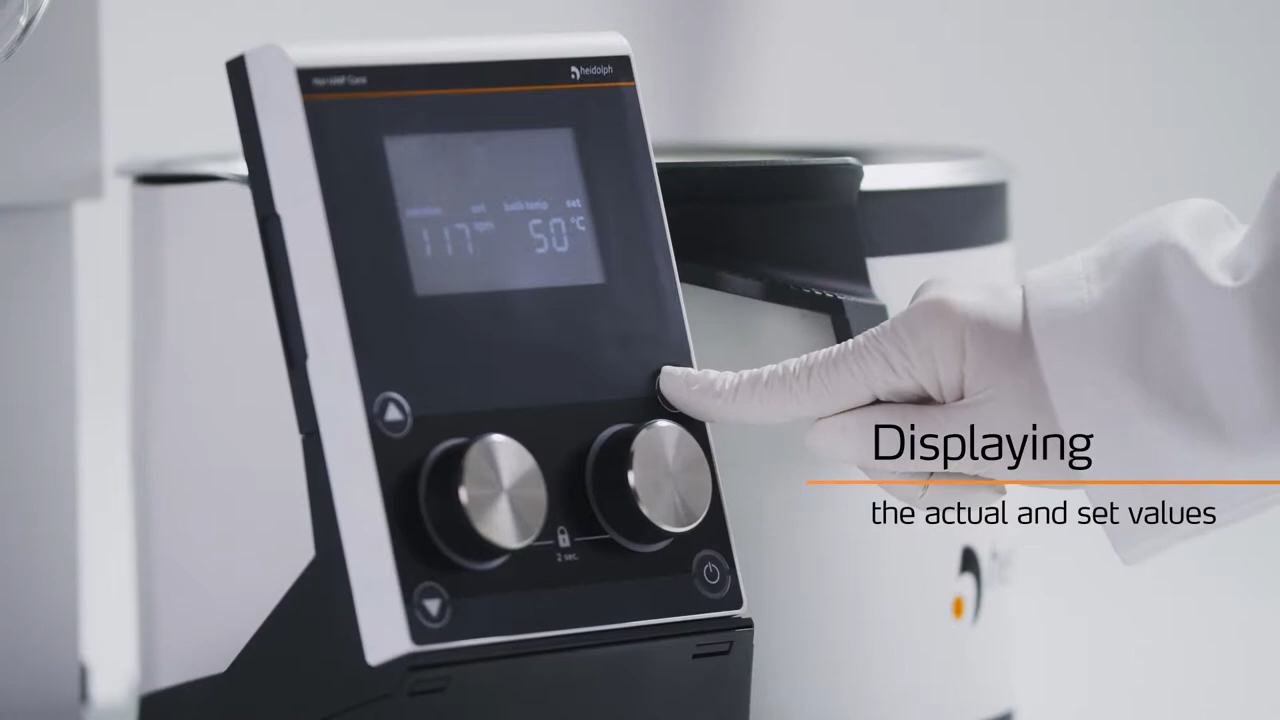 heidolph
set
set
bath temp
117 rpm
50 °C
2 sec.
Displaying
the actual and set values